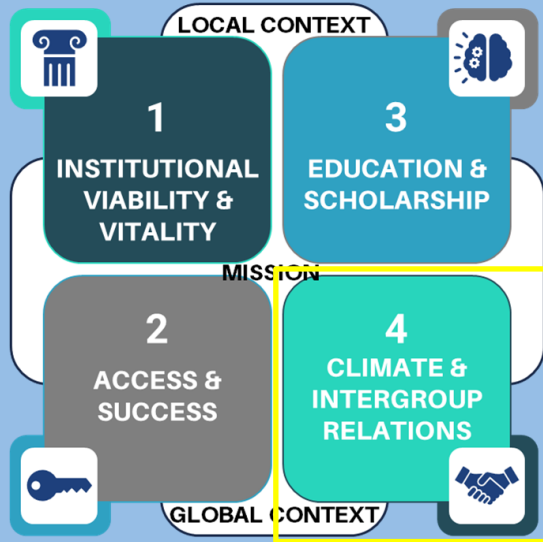 LOCAL CONTEXT
1
INSTITUTIONAL
VIABILITY &
VITALITY
3
EDUCATION &
SCHOLARSHIP
MISSION
2
ACCESS &
SUCCESS
4
CLIMATE &
INTERGROUP
RELATIONS
GLOBAL CONTEXT